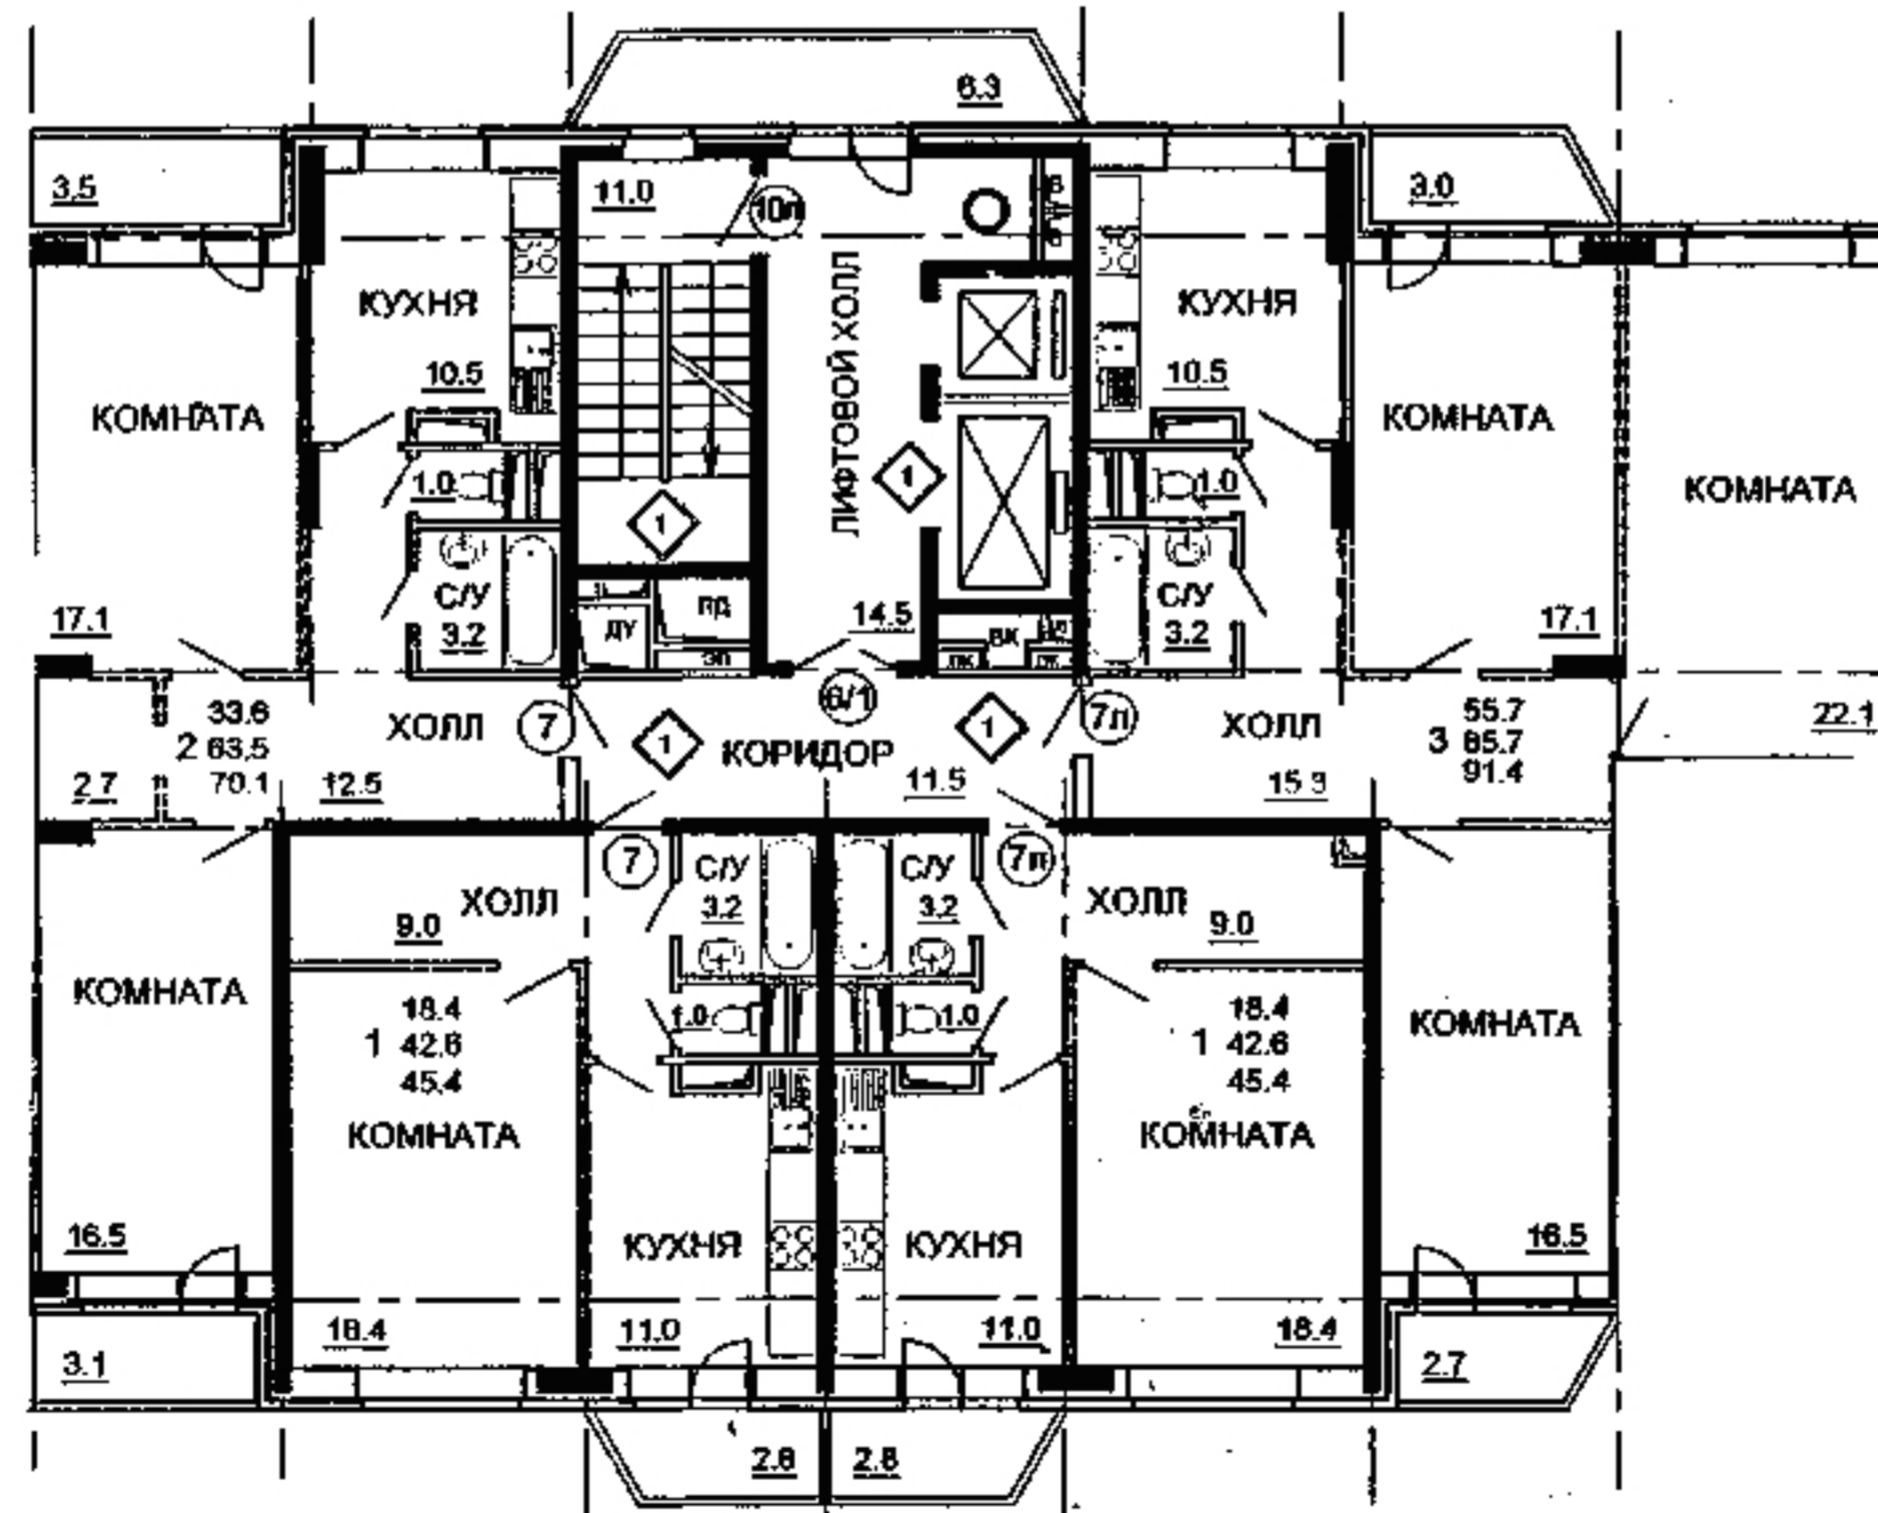 6.3
3,5
11.0
10л
3.0
КУХНЯ
ЛИФТОВОЙ ХОЛЛ
КУХНЯ
10.5
10.5
КОМНАТА
КОМНАТА
КОМНАТА
1.0
1
1.0
1
С/У
3.2
С/У
3.2
17.1
ДУ
ПД
ЭП
14.5
ВК
17.1
33.6
2 63,5
70.1
ХОЛЛ
7
6/1
7л
ХОЛЛ
55.7
3 85.7
91.4
22.1
1
КОРИДОР
1
2.7
12.5
11.5
15.3
7
С/У
3.2
С/У
3.2
7л
ХОЛЛ
9.0
ХОЛЛ
9.0
КОМНАТА
18.4
1 42.6
45.4
1.0
1.0
18.4
1 42.6
45.4
КОМНАТА
КОМНАТА
КОМНАТА
16.5
КУХНЯ
КУХНЯ
16.5
18.4
11.0
11.0
18.4
3.1
2.7
2.8
2.8